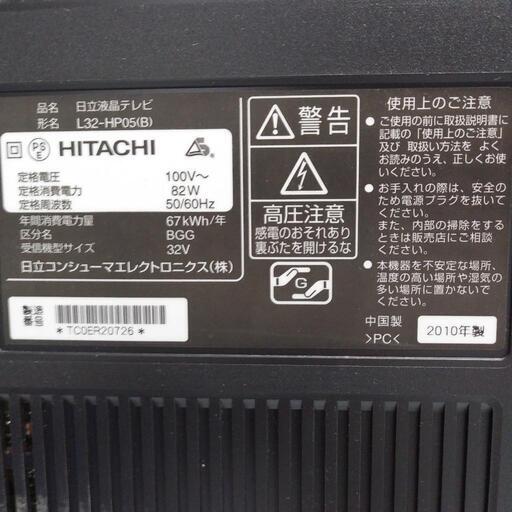 品名 日立液晶テレビ
形名 L32-HP05(B)
PS E HITACHI
定格電圧 100V～
定格消費電力 82W
定格周波数 50/60Hz
年間消費電力量 67kWh/年
区分名 BGG
受信機型サイズ 32V
日立コンシューマエレクトロニクス(株)
製造番号
*TC0ER20726*
警告
高圧注意
感電のおそれあり
裏ぶたを開けるな
G
使用上のご注意
●ご使用の前に取扱説明書に
記載の「使用上のご注意」
及び 取扱い方法を よく
お読みのうえ、正しくお使い
ください。
●お手入れの際は、安全の
ため電源プラグを抜いて
ください。
また、内部の掃除をする
ときは販売店にご相談
ください。
●本機器を不安定な場所、
温度の高い場所や湿気の
多い場所に置かないで
ください。
中国製 2010年製
>PC<